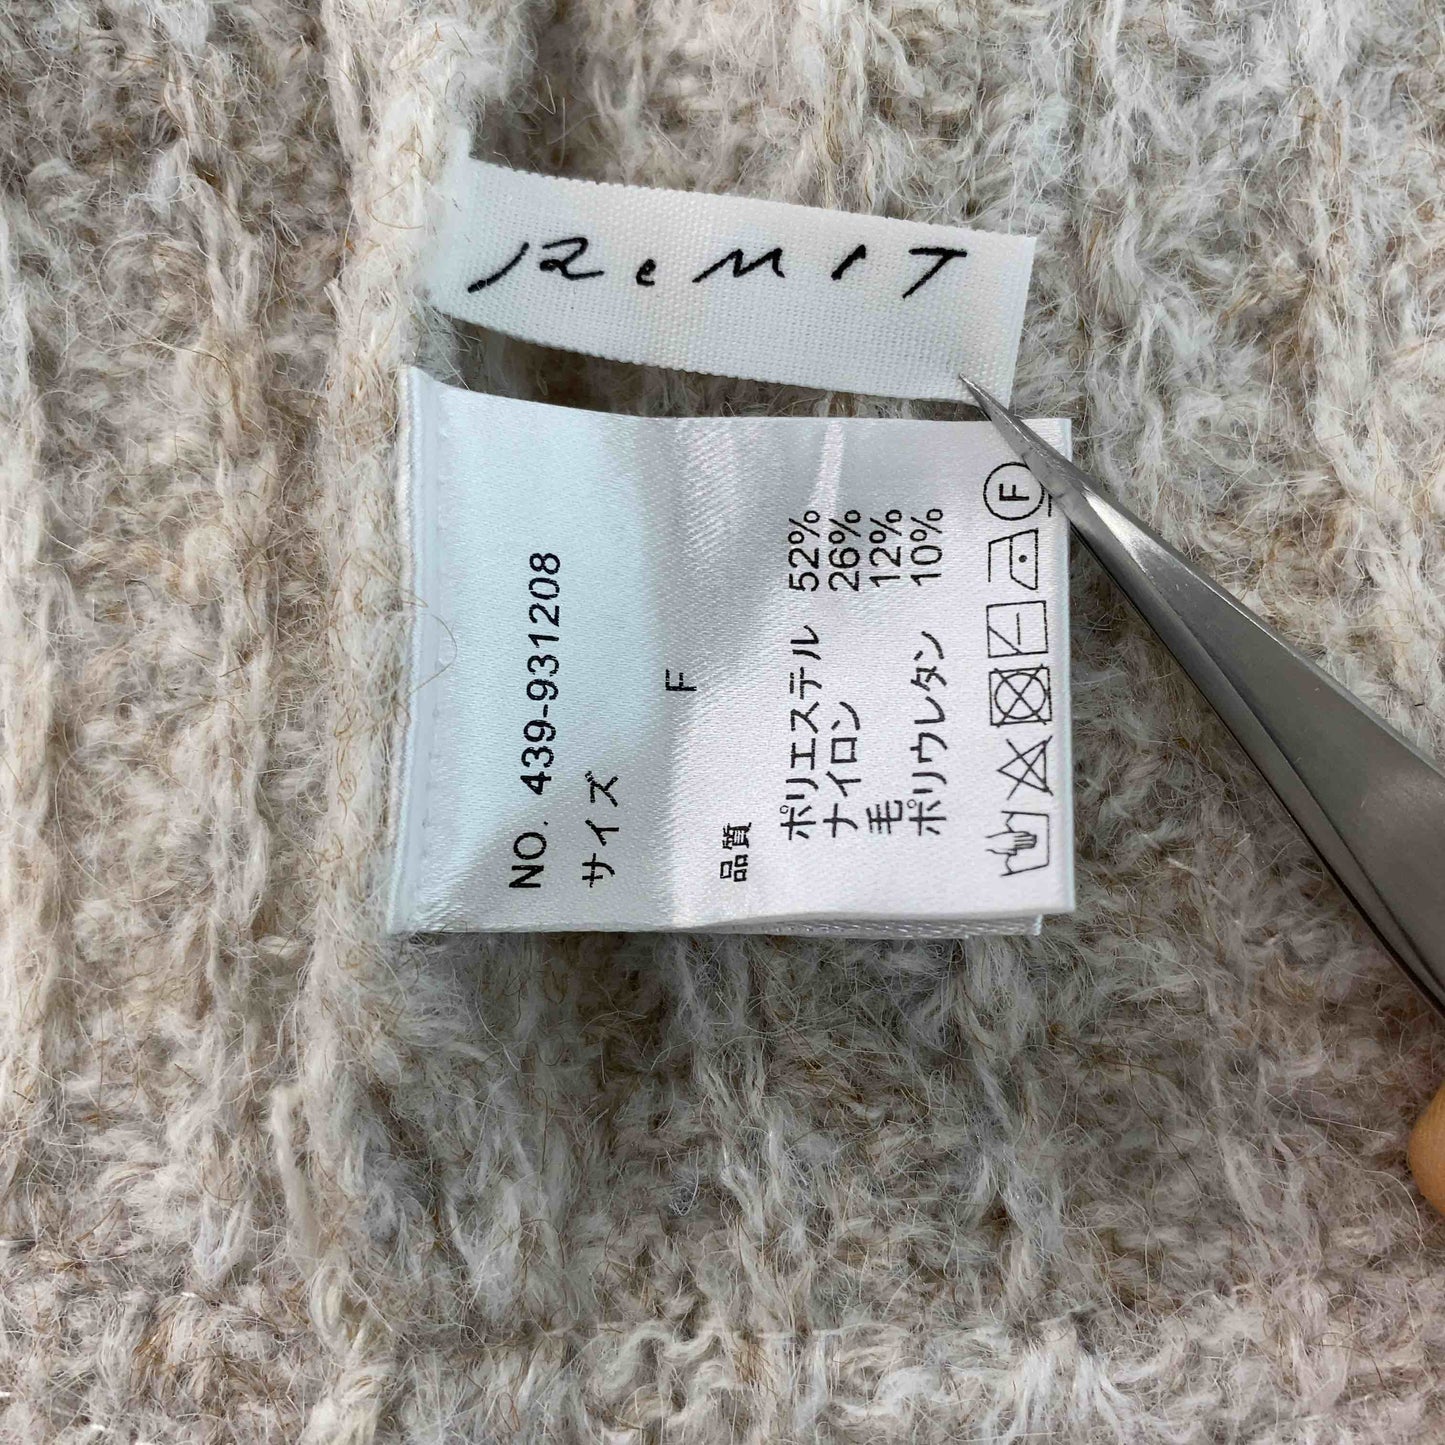 ReMIT
NO. 439-931208
サイズ
F
品質
ポリエステル 52%
ナイロン 26%
毛 12%
ポリウレタン 10%
F